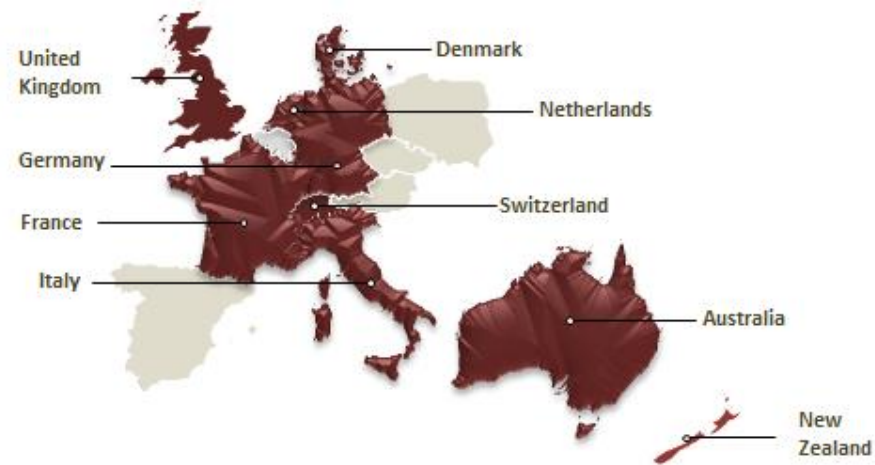 Denmark
United
Kingdom
Netherlands
Germany
Switzerland
France
Italy
Australia
New
Zealand